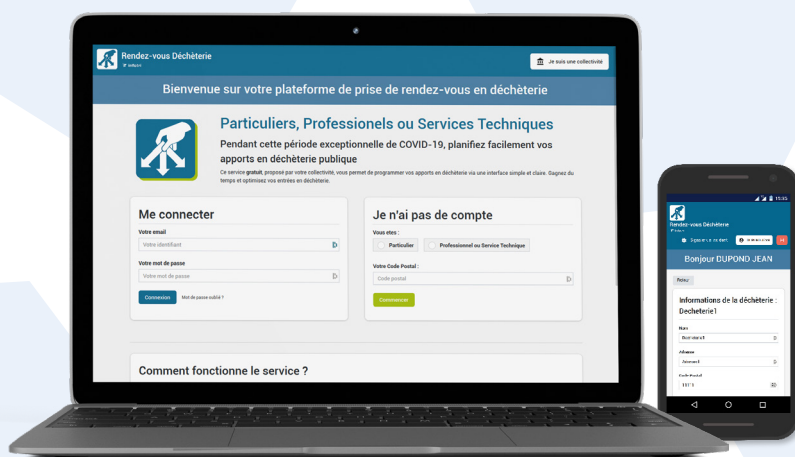 Rendez-vous Déchèterie
Je suis une collectivité
Bienvenue sur votre plateforme de prise de rendez-vous en déchèterie
Particuliers, Professionels ou Services Techniques
Pendant cette période exceptionnelle de COVID-19, planifiez facilement vos
apports en déchèterie publique
Ce service gratuit, proposé par votre collectivité, vous permet de programmer vos apports en déchèterie via une interface simple et claire. Gagnez du
temps et optimisez vos entrées en déchèterie.
Me connecter
Votre email
Votre identifiant
Votre mot de passe
Votre mot de passe
Connexion
Mot de passe oublié ?
Je n'ai pas de compte
Vous etes :
Particulier
Professionnel ou Service Technique
Votre Code Postal :
Code postal
Commencer
Comment fonctionne le service ?
Rendez-vous Déchèterie
Bonjour DUPOND JEAN
Retour
Informations de la déchèterie :
Decheterie1
Nom
Adresse
Code Postal